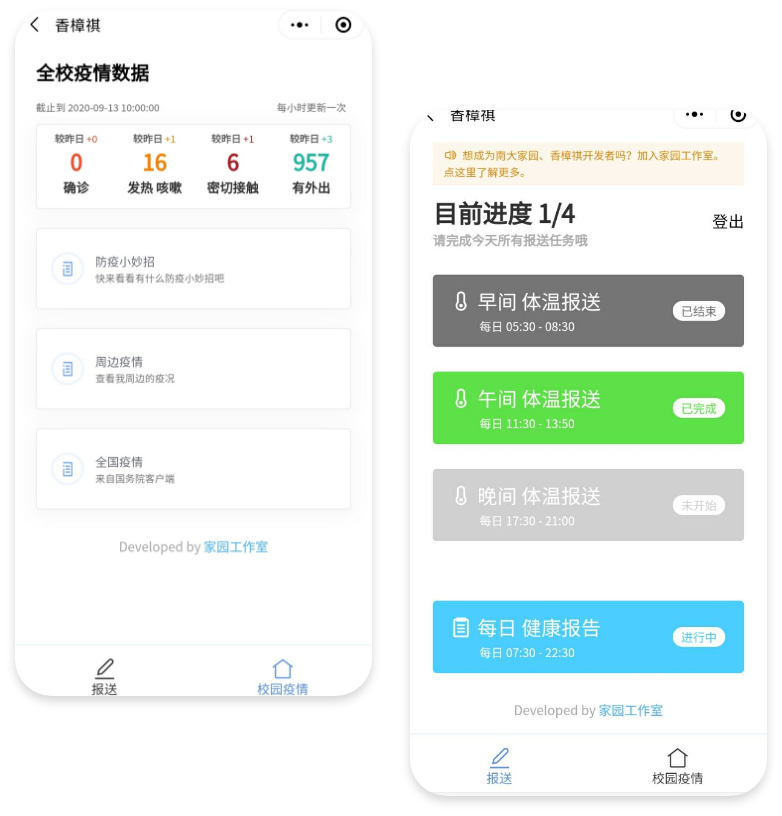 香樟祺
全校疫情数据
截止到 2020-09-13 10:00:00 每小时更新一次
较昨日 +0 较昨日 +1 较昨日 +1 较昨日 +3
0 16 6 957
确诊 发热 咳嗽 密切接触 有外出
防疫小妙招
快来看看有什么防疫小妙招吧
周边疫情
查看我周边的疫况
全国疫情
来自国务院客户端
Developed by 家园工作室
报送 校园疫情
香樟祺
想成为南大家园、香樟祺开发者吗？加入家园工作室。
点这里了解更多。
目前进度 1/4
登出
请完成今天所有报送任务哦
早间 体温报送
已结束
每日 05:30 - 08:30
午间 体温报送
已完成
每日 11:30 - 13:50
晚间 体温报送
未开始
每日 17:30 - 21:00
每日 健康报告
进行中
每日 07:30 - 22:30
Developed by 家园工作室
报送 校园疫情